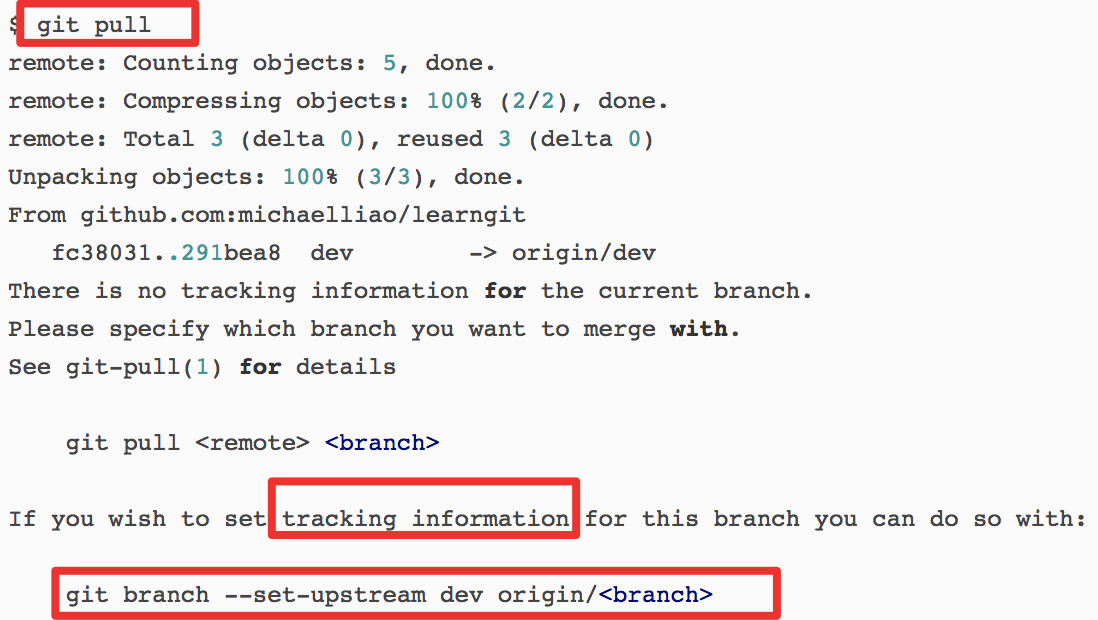 $ git pull
remote: Counting objects: 5, done.
remote: Compressing objects: 100% (2/2), done.
remote: Total 3 (delta 0), reused 3 (delta 0)
Unpacking objects: 100% (3/3), done.
From github.com:michaelliao/learngit
   fc38031..291bea8  dev        -> origin/dev
There is no tracking information for the current branch.
Please specify which branch you want to merge with.
See git-pull(1) for details

    git pull <remote> <branch>

If you wish to set tracking information for this branch you can do so with:

    git branch --set-upstream dev origin/<branch>